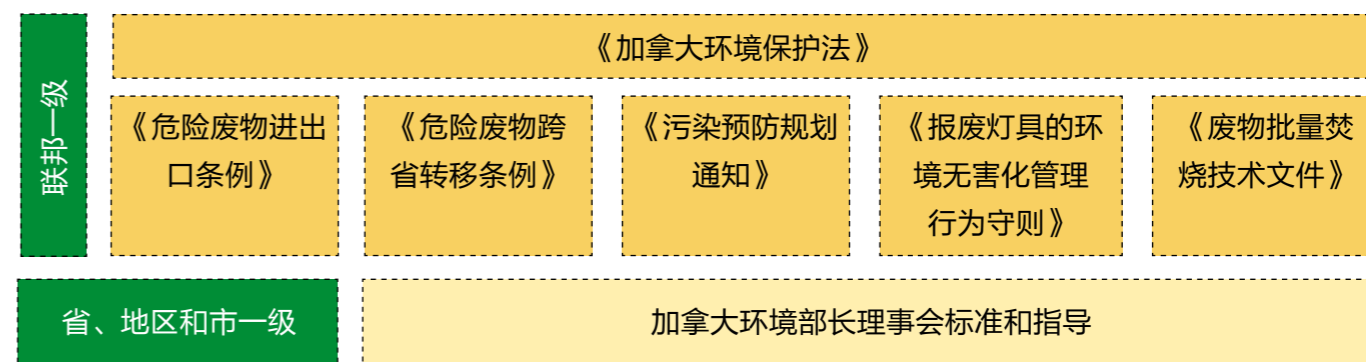 联邦一级
《加拿大环境保护法》
《危险废物进出
口条例》
《危险废物跨
省转移条例》
《污染预防规划
通知》
《报废灯具的环
境无害化管理
行为守则》
《废物批量焚
烧技术文件》
省、地区和市一级
加拿大环境部长理事会标准和指导